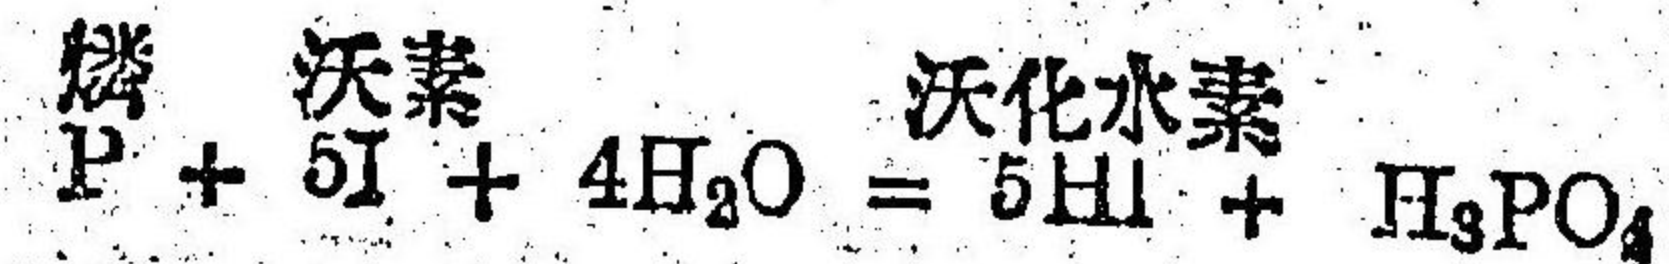 燐 沃素 沃化水素
P + 5I + 4H₂O = 5HI + H₃PO₄